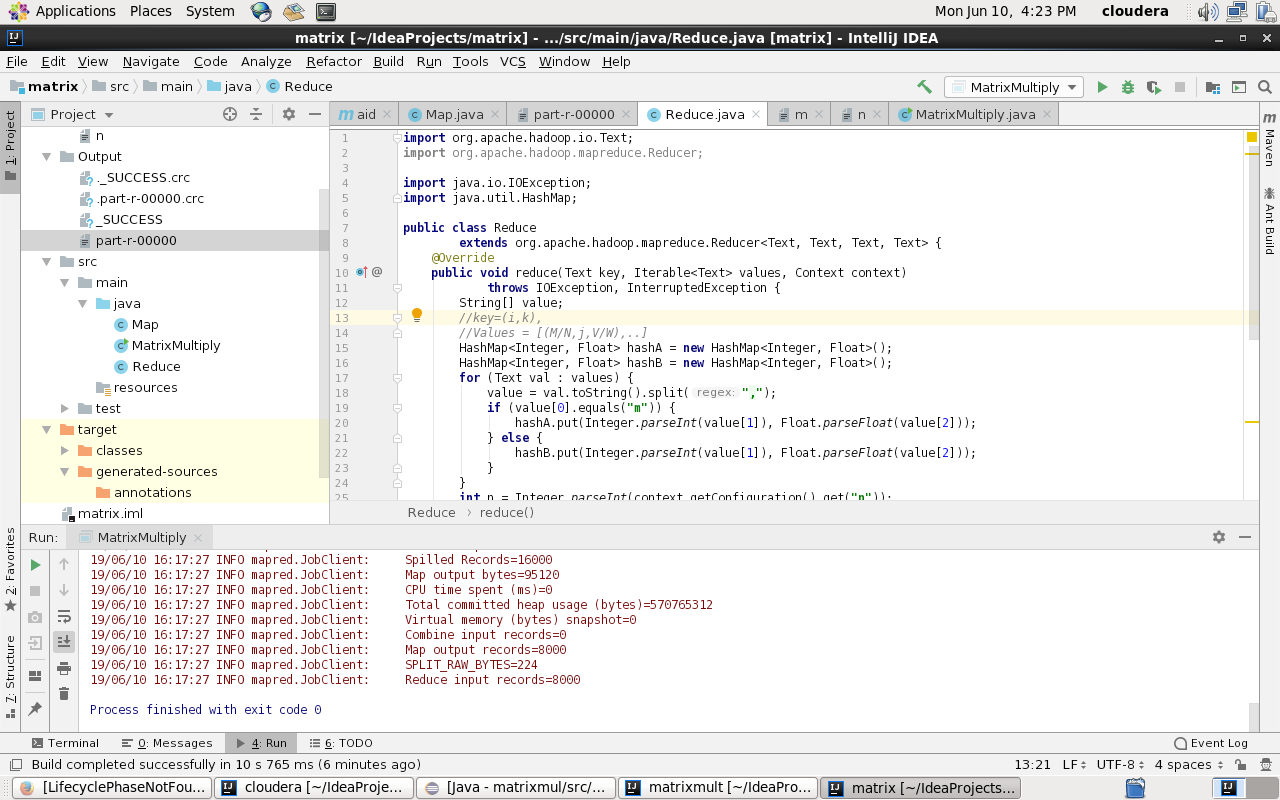 Applications Places System Mon Jun 10, 4:23 PM cloudera
matrix [~/IdeaProjects/matrix] - .../src/main/java/Reduce.java [matrix] - IntelliJ IDEA
File Edit View Navigate Code Analyze Refactor Build Run Tools VCS Window Help
matrix src main java Reduce MatrixMultiply
1: Project
Project
n
Output
._SUCCESS.crc
.part-r-00000.crc
_SUCCESS
part-r-00000
src
main
java
Map
MatrixMultiply
Reduce
resources
test
target
classes
generated-sources
annotations
matrix.iml
aid Map.java part-r-00000 Reduce.java m n MatrixMultiply.java
1 import org.apache.hadoop.io.Text;
2 import org.apache.hadoop.mapreduce.Reducer;
3
4 import java.io.IOException;
5 import java.util.HashMap;
6
7 public class Reduce
8 extends org.apache.hadoop.mapreduce.Reducer<Text, Text, Text, Text> {
9 @Override
10 @ public void reduce(Text key, Iterable<Text> values, Context context)
11 throws IOException, InterruptedException {
12 String[] value;
13 //key=(i,k),
14 //Values = [(M/N,j,V/W),..]
15 HashMap<Integer, Float> hashA = new HashMap<Integer, Float>();
16 HashMap<Integer, Float> hashB = new HashMap<Integer, Float>();
17 for (Text val : values) {
18 value = val.toString().split( regex: ",");
19 if (value[0].equals("m")) {
20 hashA.put(Integer.parseInt(value[1]), Float.parseFloat(value[2]));
21 } else {
22 hashB.put(Integer.parseInt(value[1]), Float.parseFloat(value[2]));
23 }
24 }
25 int n = Integer.parseInt(context.getConfiguration().get("n"));
Reduce reduce()
m Maven
Ant Build
2: Favorites
7: Structure
Run: MatrixMultiply
19/06/10 16:17:27 INFO mapred.JobClient: Spilled Records=16000
19/06/10 16:17:27 INFO mapred.JobClient: Map output bytes=95120
19/06/10 16:17:27 INFO mapred.JobClient: CPU time spent (ms)=0
19/06/10 16:17:27 INFO mapred.JobClient: Total committed heap usage (bytes)=570765312
19/06/10 16:17:27 INFO mapred.JobClient: Virtual memory (bytes) snapshot=0
19/06/10 16:17:27 INFO mapred.JobClient: Combine input records=0
19/06/10 16:17:27 INFO mapred.JobClient: Map output records=8000
19/06/10 16:17:27 INFO mapred.JobClient: SPLIT_RAW_BYTES=224
19/06/10 16:17:27 INFO mapred.JobClient: Reduce input records=8000
Process finished with exit code 0
Terminal 0: Messages 4: Run 6: TODO Event Log
Build completed successfully in 10 s 765 ms (6 minutes ago) 13:21 LF UTF-8 4 spaces
[LifecyclePhaseNotFou... cloudera [~/IdeaProje... [Java - matrixmul/src/... matrixmult [~/IdeaPro... matrix [~/IdeaProjects...